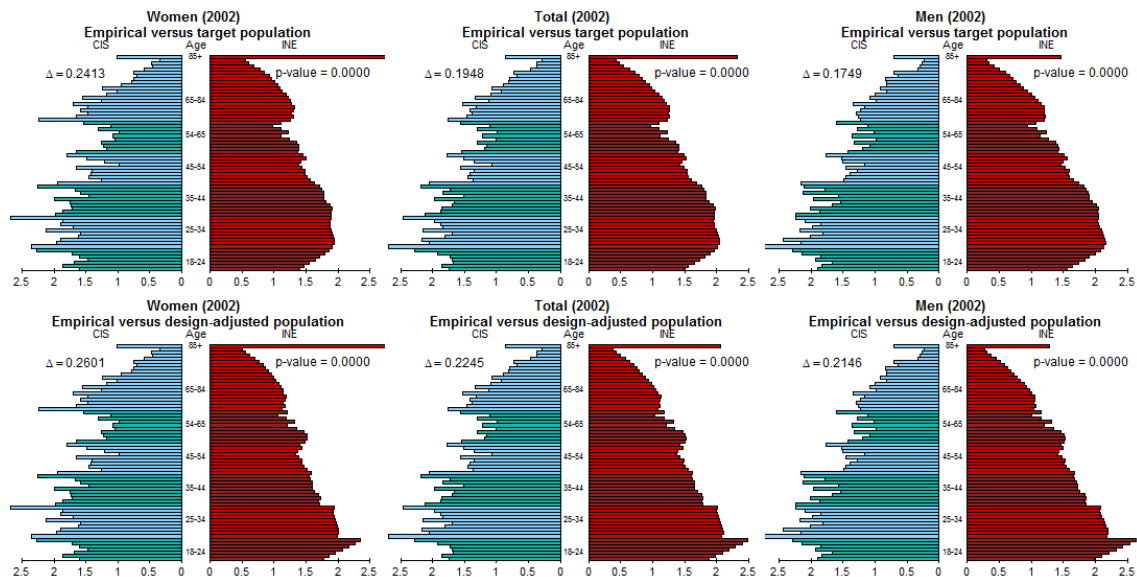 Women (2002)
Empirical versus target population
CIS Age INE
85+
Δ = 0.2413 p-value = 0.0000
65-84
54-65
45-54
35-44
25-34
18-24
2.5 2 1.5 1 0.5 0 0 0.5 1 1.5 2 2.5
Total (2002)
Empirical versus target population
CIS Age INE
85+
Δ = 0.1948 p-value = 0.0000
65-84
54-65
45-54
35-44
25-34
18-24
2.5 2 1.5 1 0.5 0 0 0.5 1 1.5 2 2.5
Men (2002)
Empirical versus target population
CIS Age INE
85+
Δ = 0.1749 p-value = 0.0000
65-84
54-65
45-54
35-44
25-34
18-24
2.5 2 1.5 1 0.5 0 0 0.5 1 1.5 2 2.5
Women (2002)
Empirical versus design-adjusted population
CIS Age INE
85+
Δ = 0.2601 p-value = 0.0000
65-84
54-65
45-54
35-44
25-34
18-24
2.5 2 1.5 1 0.5 0 0 0.5 1 1.5 2 2.5
Total (2002)
Empirical versus design-adjusted population
CIS Age INE
85+
Δ = 0.2245 p-value = 0.0000
65-84
54-65
45-54
35-44
25-34
18-24
2.5 2 1.5 1 0.5 0 0 0.5 1 1.5 2 2.5
Men (2002)
Empirical versus design-adjusted population
CIS Age INE
85+
Δ = 0.2146 p-value = 0.0000
65-84
54-65
45-54
35-44
25-34
18-24
2.5 2 1.5 1 0.5 0 0 0.5 1 1.5 2 2.5